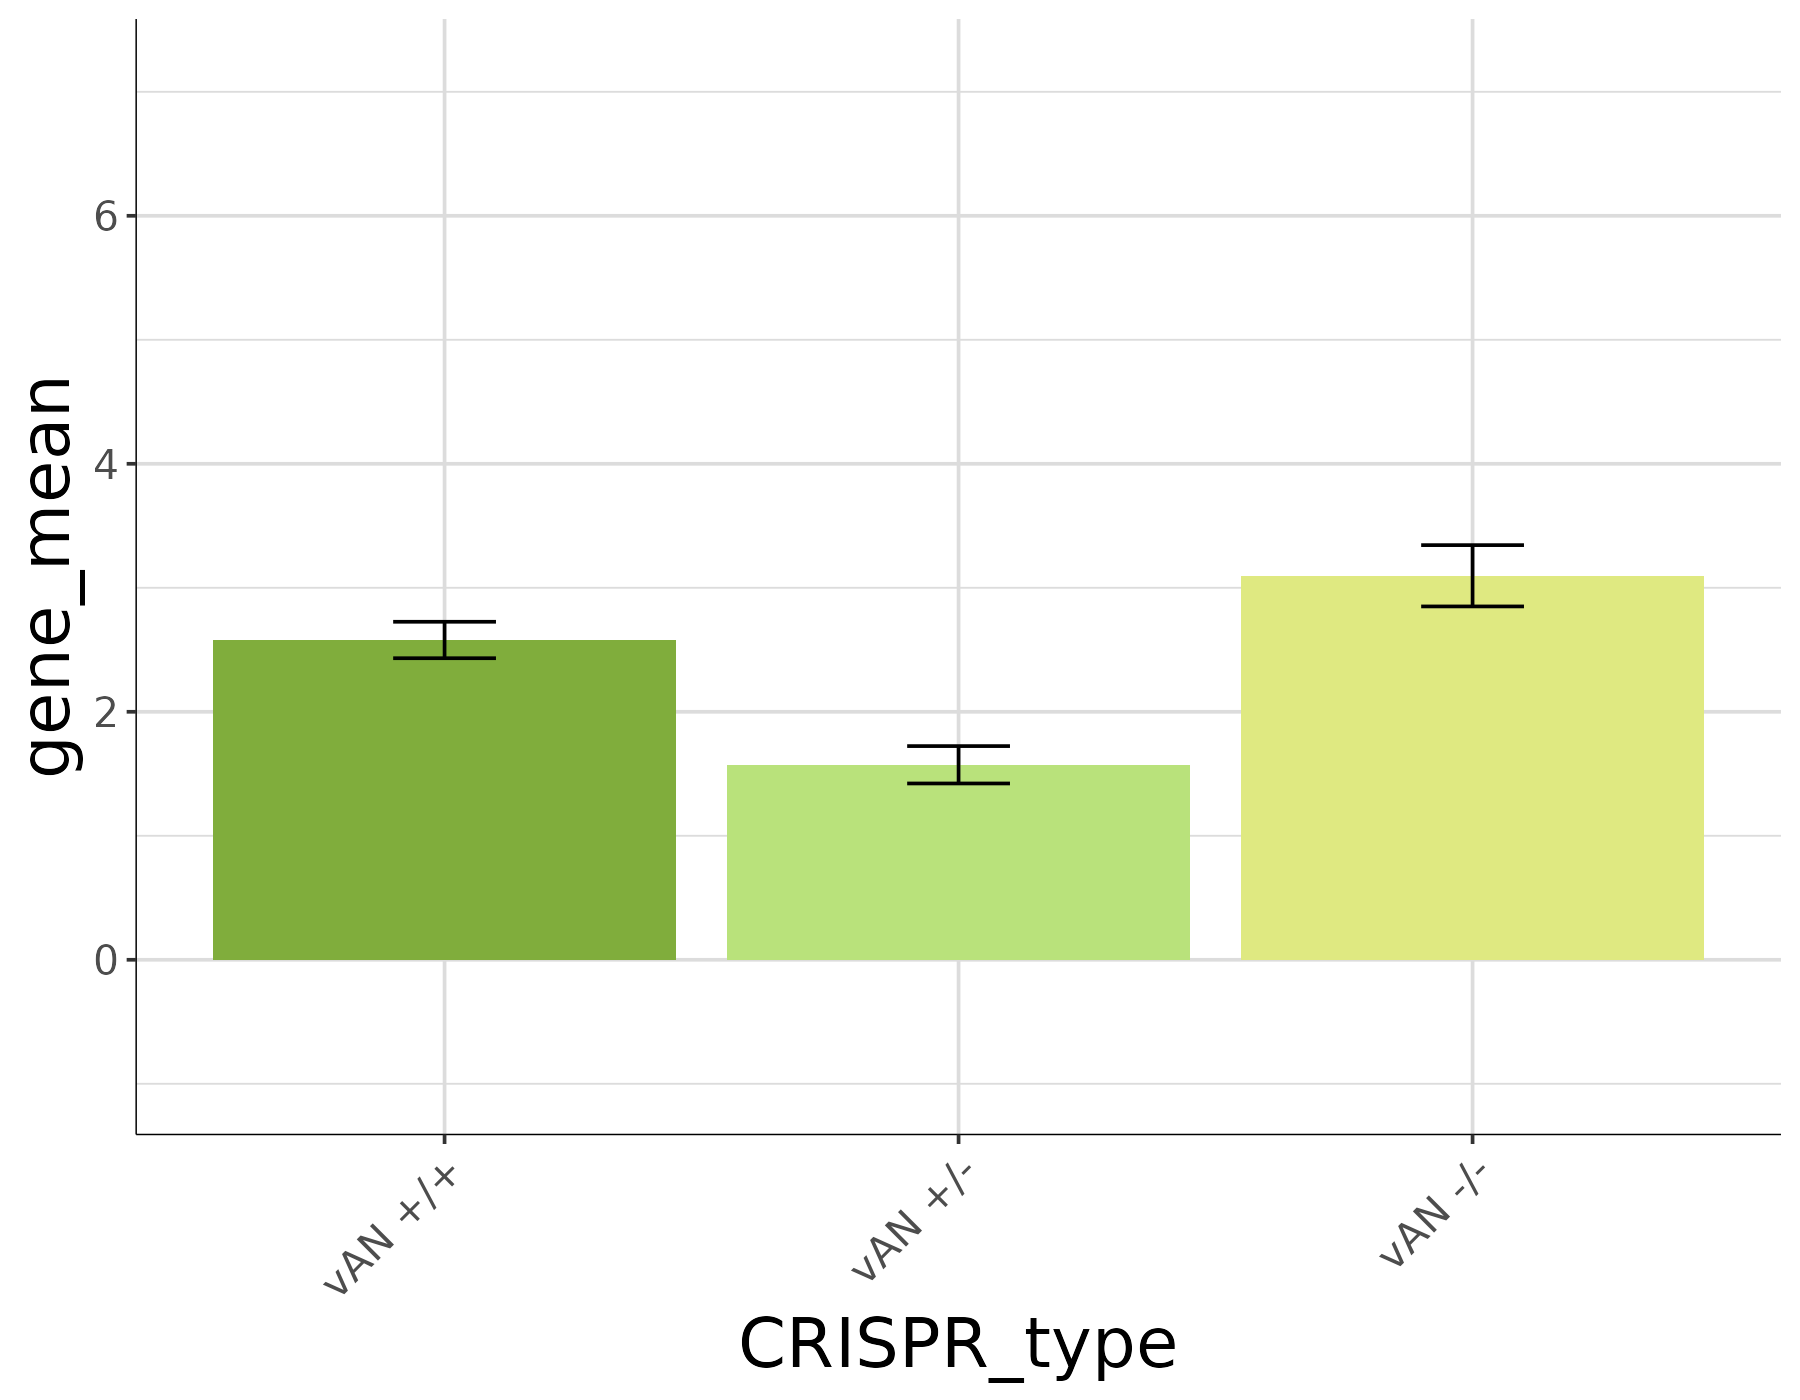 gene_mean
6
4
2
0
vAN +/+
vAN +/-
vAN -/-
CRISPR_type